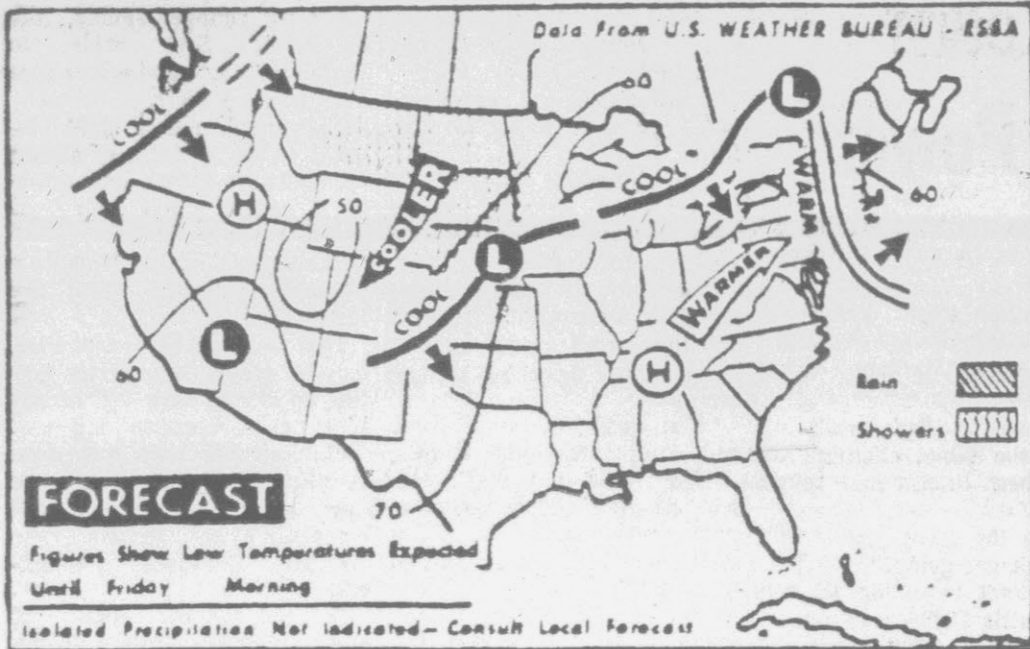 Data From U.S. WEATHER BUREAU - ESSA
60
L
COOL
COOL
WARM
COOLER
H
50
60
L
WARMER
COOL
L
60
H
Rain
Showers
70
FORECAST
Figures Show Low Temperatures Expected
Until Friday Morning
Isolated Precipitation Not Indicated— Consult Local Forecast